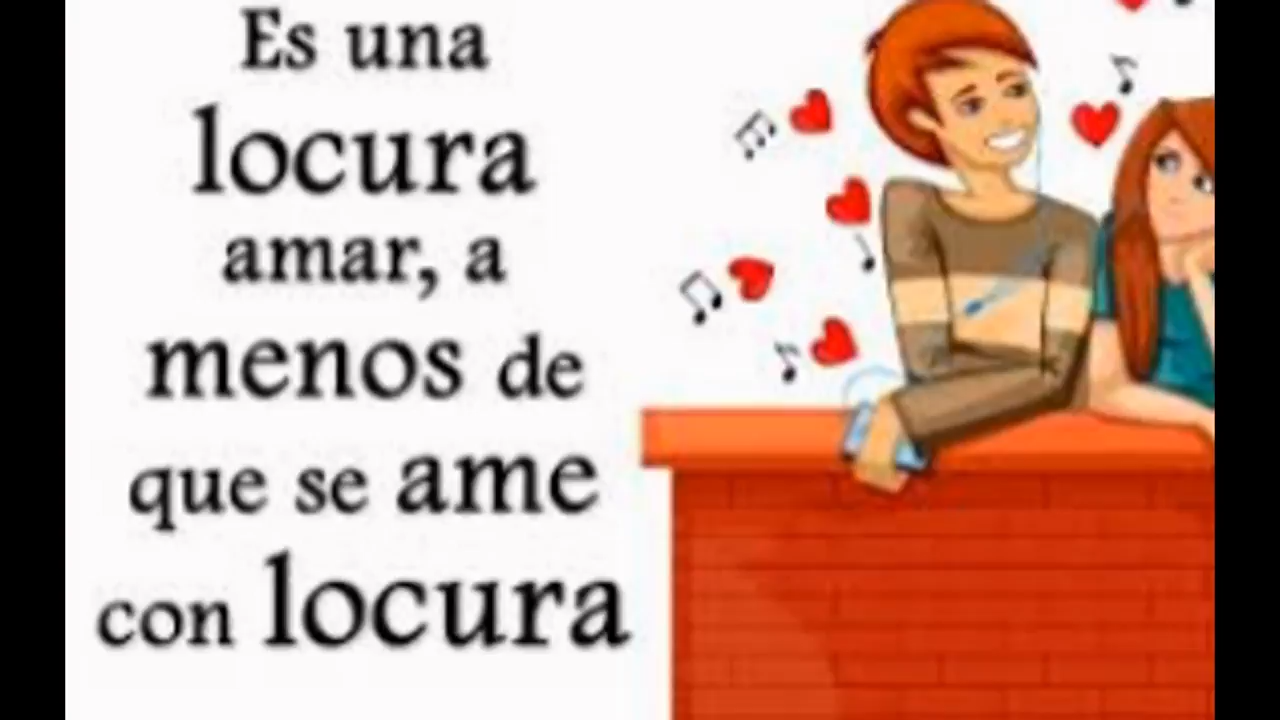 Es una
locura
amar, a
menos de
que se ame
con locura